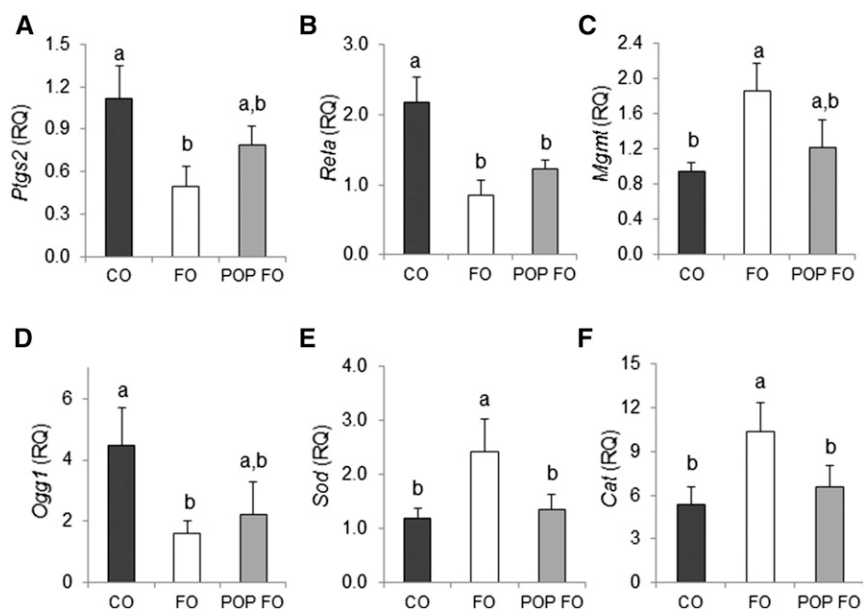 A
Ptgs2 (RQ)
1.5
1.2
0.9
0.6
0.3
0.0
a
b
a,b
CO FO POP FO
B
Rela (RQ)
3.0
2.0
1.0
0.0
a
b
b
CO FO POP FO
C
Mgmt (RQ)
2.4
1.8
1.2
0.6
0.0
b
a
a,b
CO FO POP FO
D
Ogg1 (RQ)
6
4
2
0
a
b
a,b
CO FO POP FO
E
Sod (RQ)
4.0
3.0
2.0
1.0
0.0
b
a
b
CO FO POP FO
F
Cat (RQ)
15
12
9
6
3
0
b
a
b
CO FO POP FO